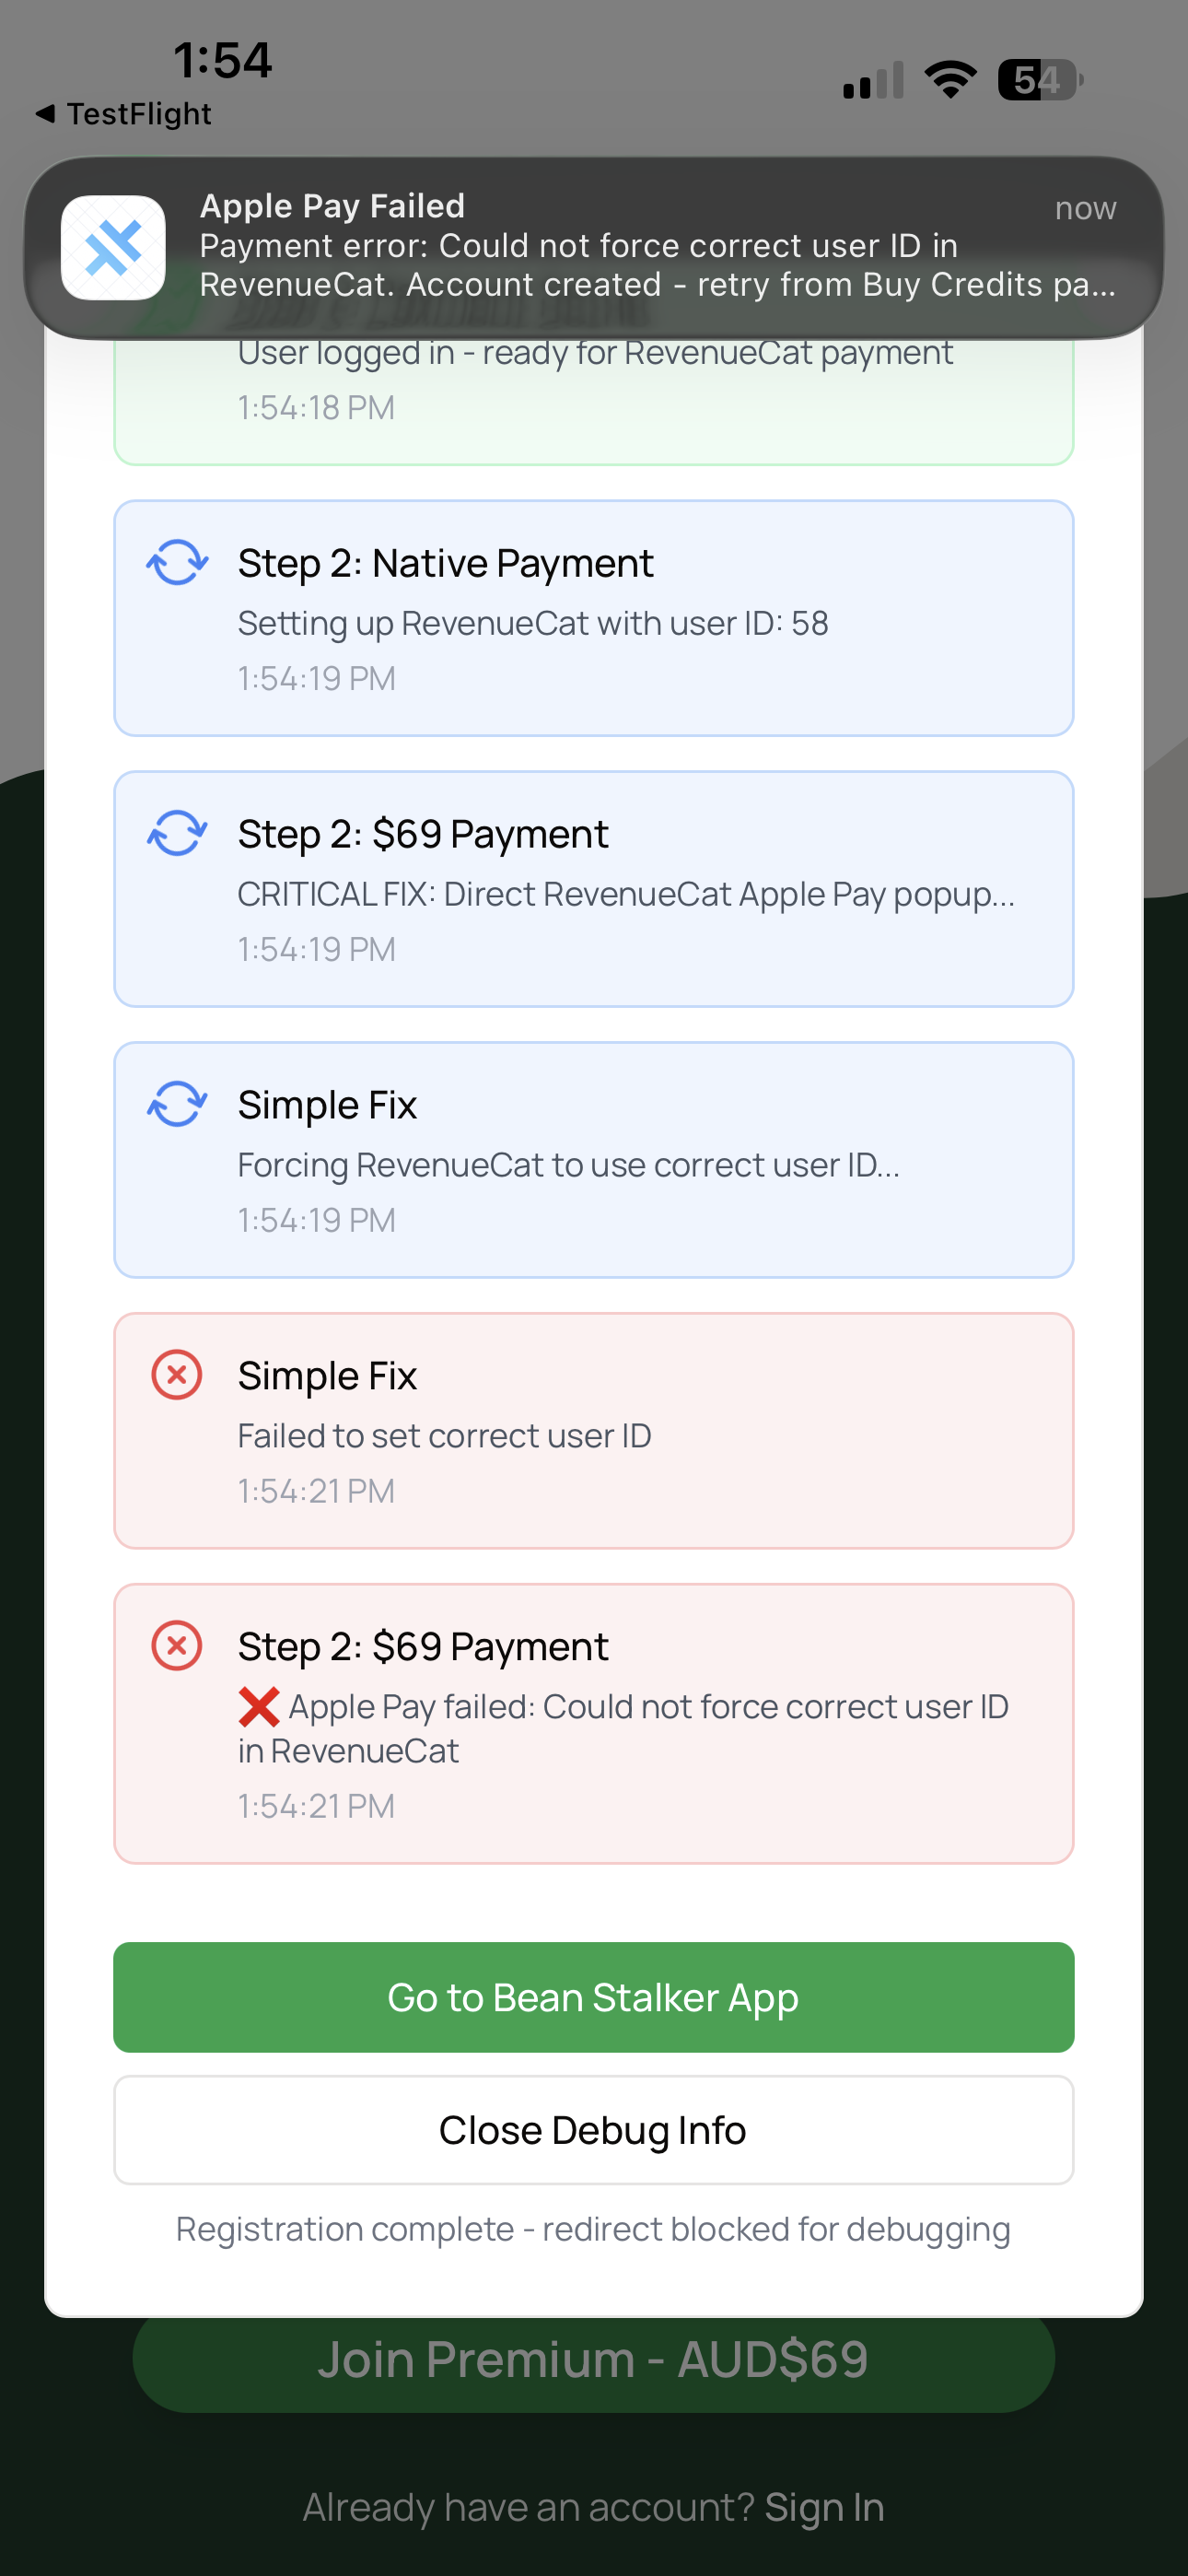 1:54
54
◀ TestFlight
Apple Pay Failed
now
Payment error: Could not force correct user ID in
RevenueCat. Account created - retry from Buy Credits pa...
User logged in - ready for RevenueCat payment
1:54:18 PM
Step 2: Native Payment
Setting up RevenueCat with user ID: 58
1:54:19 PM
Step 2: $69 Payment
CRITICAL FIX: Direct RevenueCat Apple Pay popup...
1:54:19 PM
Simple Fix
Forcing RevenueCat to use correct user ID...
1:54:19 PM
Simple Fix
Failed to set correct user ID
1:54:21 PM
Step 2: $69 Payment
❌ Apple Pay failed: Could not force correct user ID
in RevenueCat
1:54:21 PM
Go to Bean Stalker App
Close Debug Info
Registration complete - redirect blocked for debugging
Join Premium - AUD$69
Already have an account? Sign In